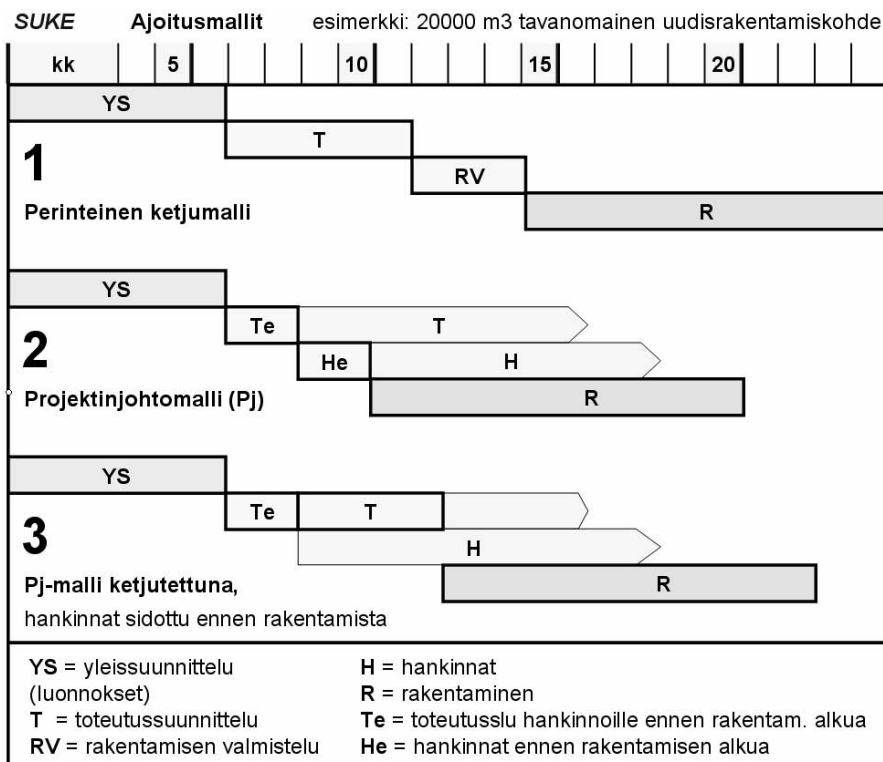 SUKE Ajoitusmallit esimerkki: 20000 m3 tavanomainen uudisrakentamiskohde
kk 5 10 15 20
YS
T
1
RV
Perinteinen ketjumalli
R
YS
Te T
2
He H
Projektinjohtomalli (Pj)
R
YS
Te T
3
H
Pj-malli ketjutettuna,
R
hankinnat sidottu ennen rakentamista
YS = yleissuunnittelu
(luonnokset)
T = toteutussuunnittelu
RV = rakentamisen valmistelu
H = hankinnat
R = rakentaminen
Te = toteutusslu hankinnoille ennen rakentam. alkua
He = hankinnat ennen rakentamisen alkua